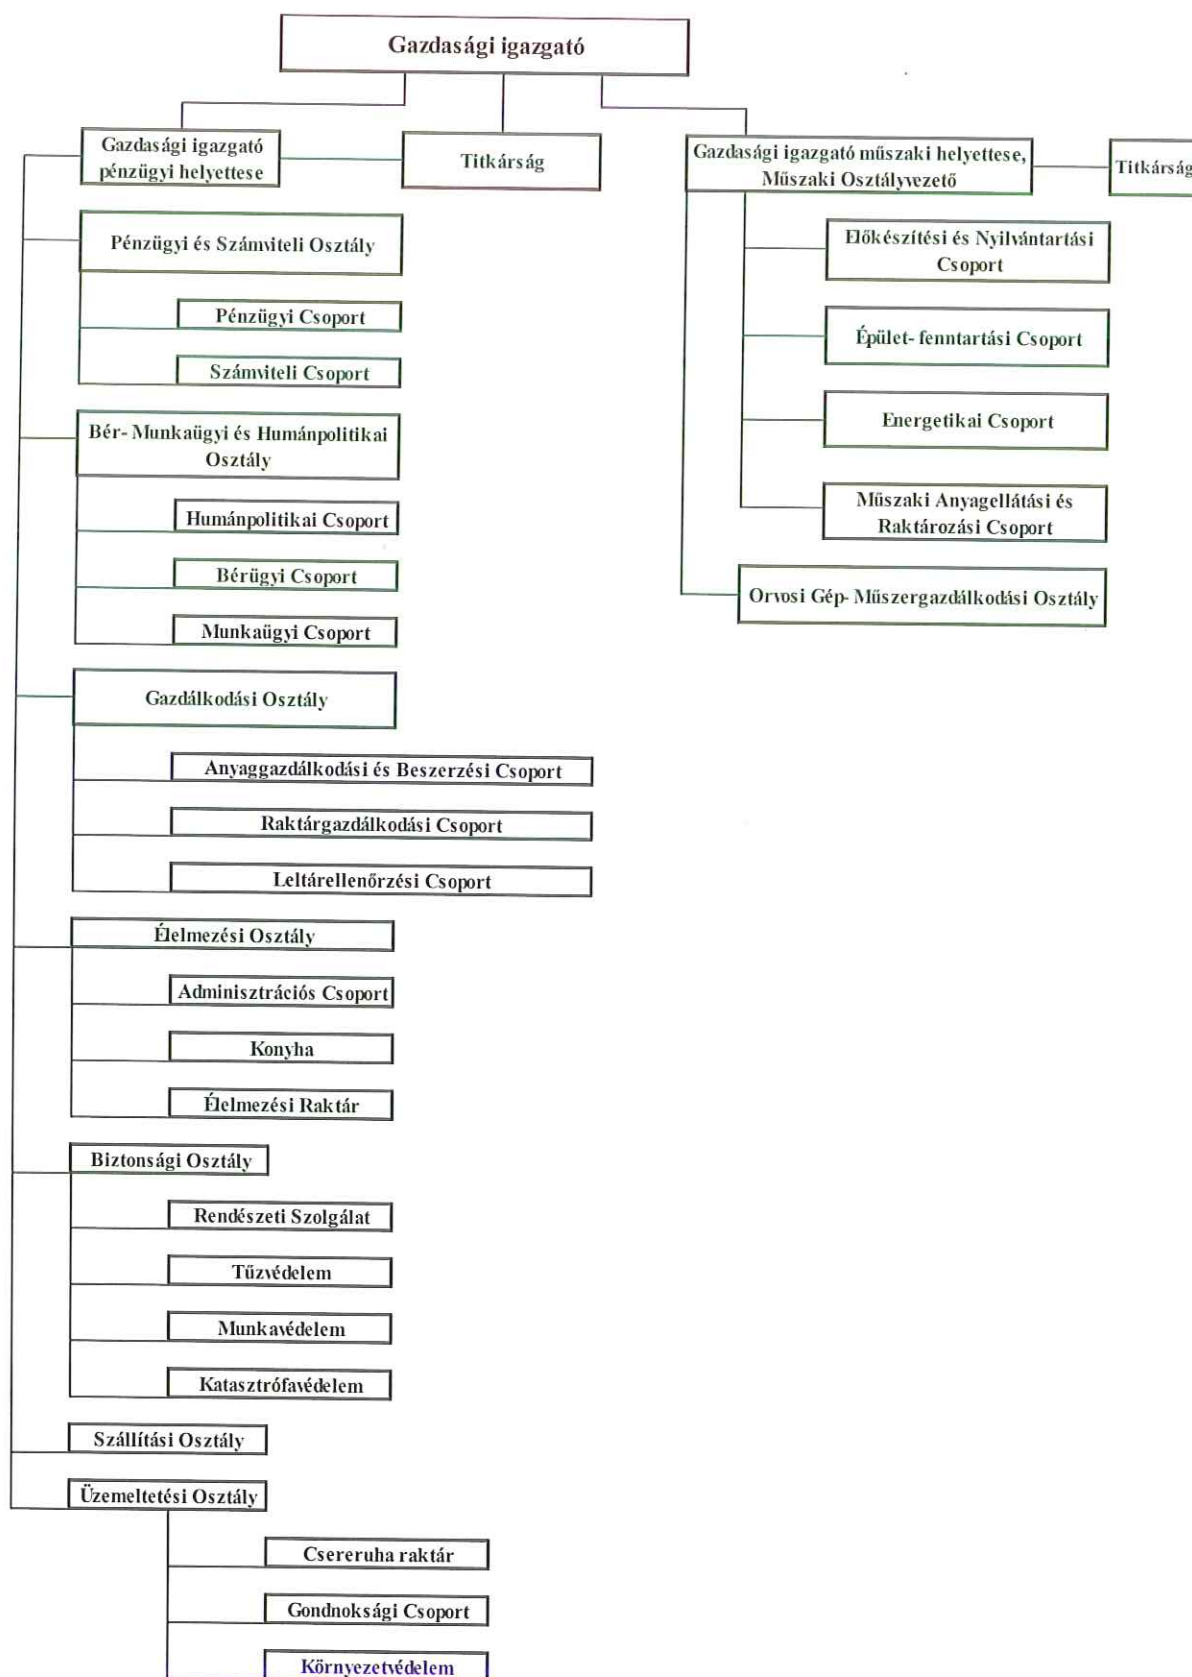 Gazdasági igazgató
Gazdasági igazgató
pénzügyi helyettese
Titkárság
Gazdasági igazgató műszaki helyettese,
Műszaki Osztályvezető
Titkárság
Pénzügyi és Számviteli Osztály
Pénzügyi Csoport
Számviteli Csoport
Bér- Munkaügyi és Humánpolitikai
Osztály
Humánpolitikai Csoport
Bérügyi Csoport
Munkaügyi Csoport
Gazdálkodási Osztály
Anyaggazdálkodási és Beszerzési Csoport
Raktárgazdálkodási Csoport
Leltárellenőrzési Csoport
Élelmezési Osztály
Adminisztrációs Csoport
Konyha
Élelmezési Raktár
Biztonsági Osztály
Rendészeti Szolgálat
Tűzvédelem
Munkavédelem
Katasztrófavédelem
Szállítási Osztály
Üzemeltetési Osztály
Csereruha raktár
Gondnoksági Csoport
Környezetvédelem
Előkészítési és Nyilvántartási
Csoport
Épület- fenntartási Csoport
Energetikai Csoport
Műszaki Anyagellátási és
Raktározási Csoport
Orvosi Gép- Műszergazdálkodási Osztály